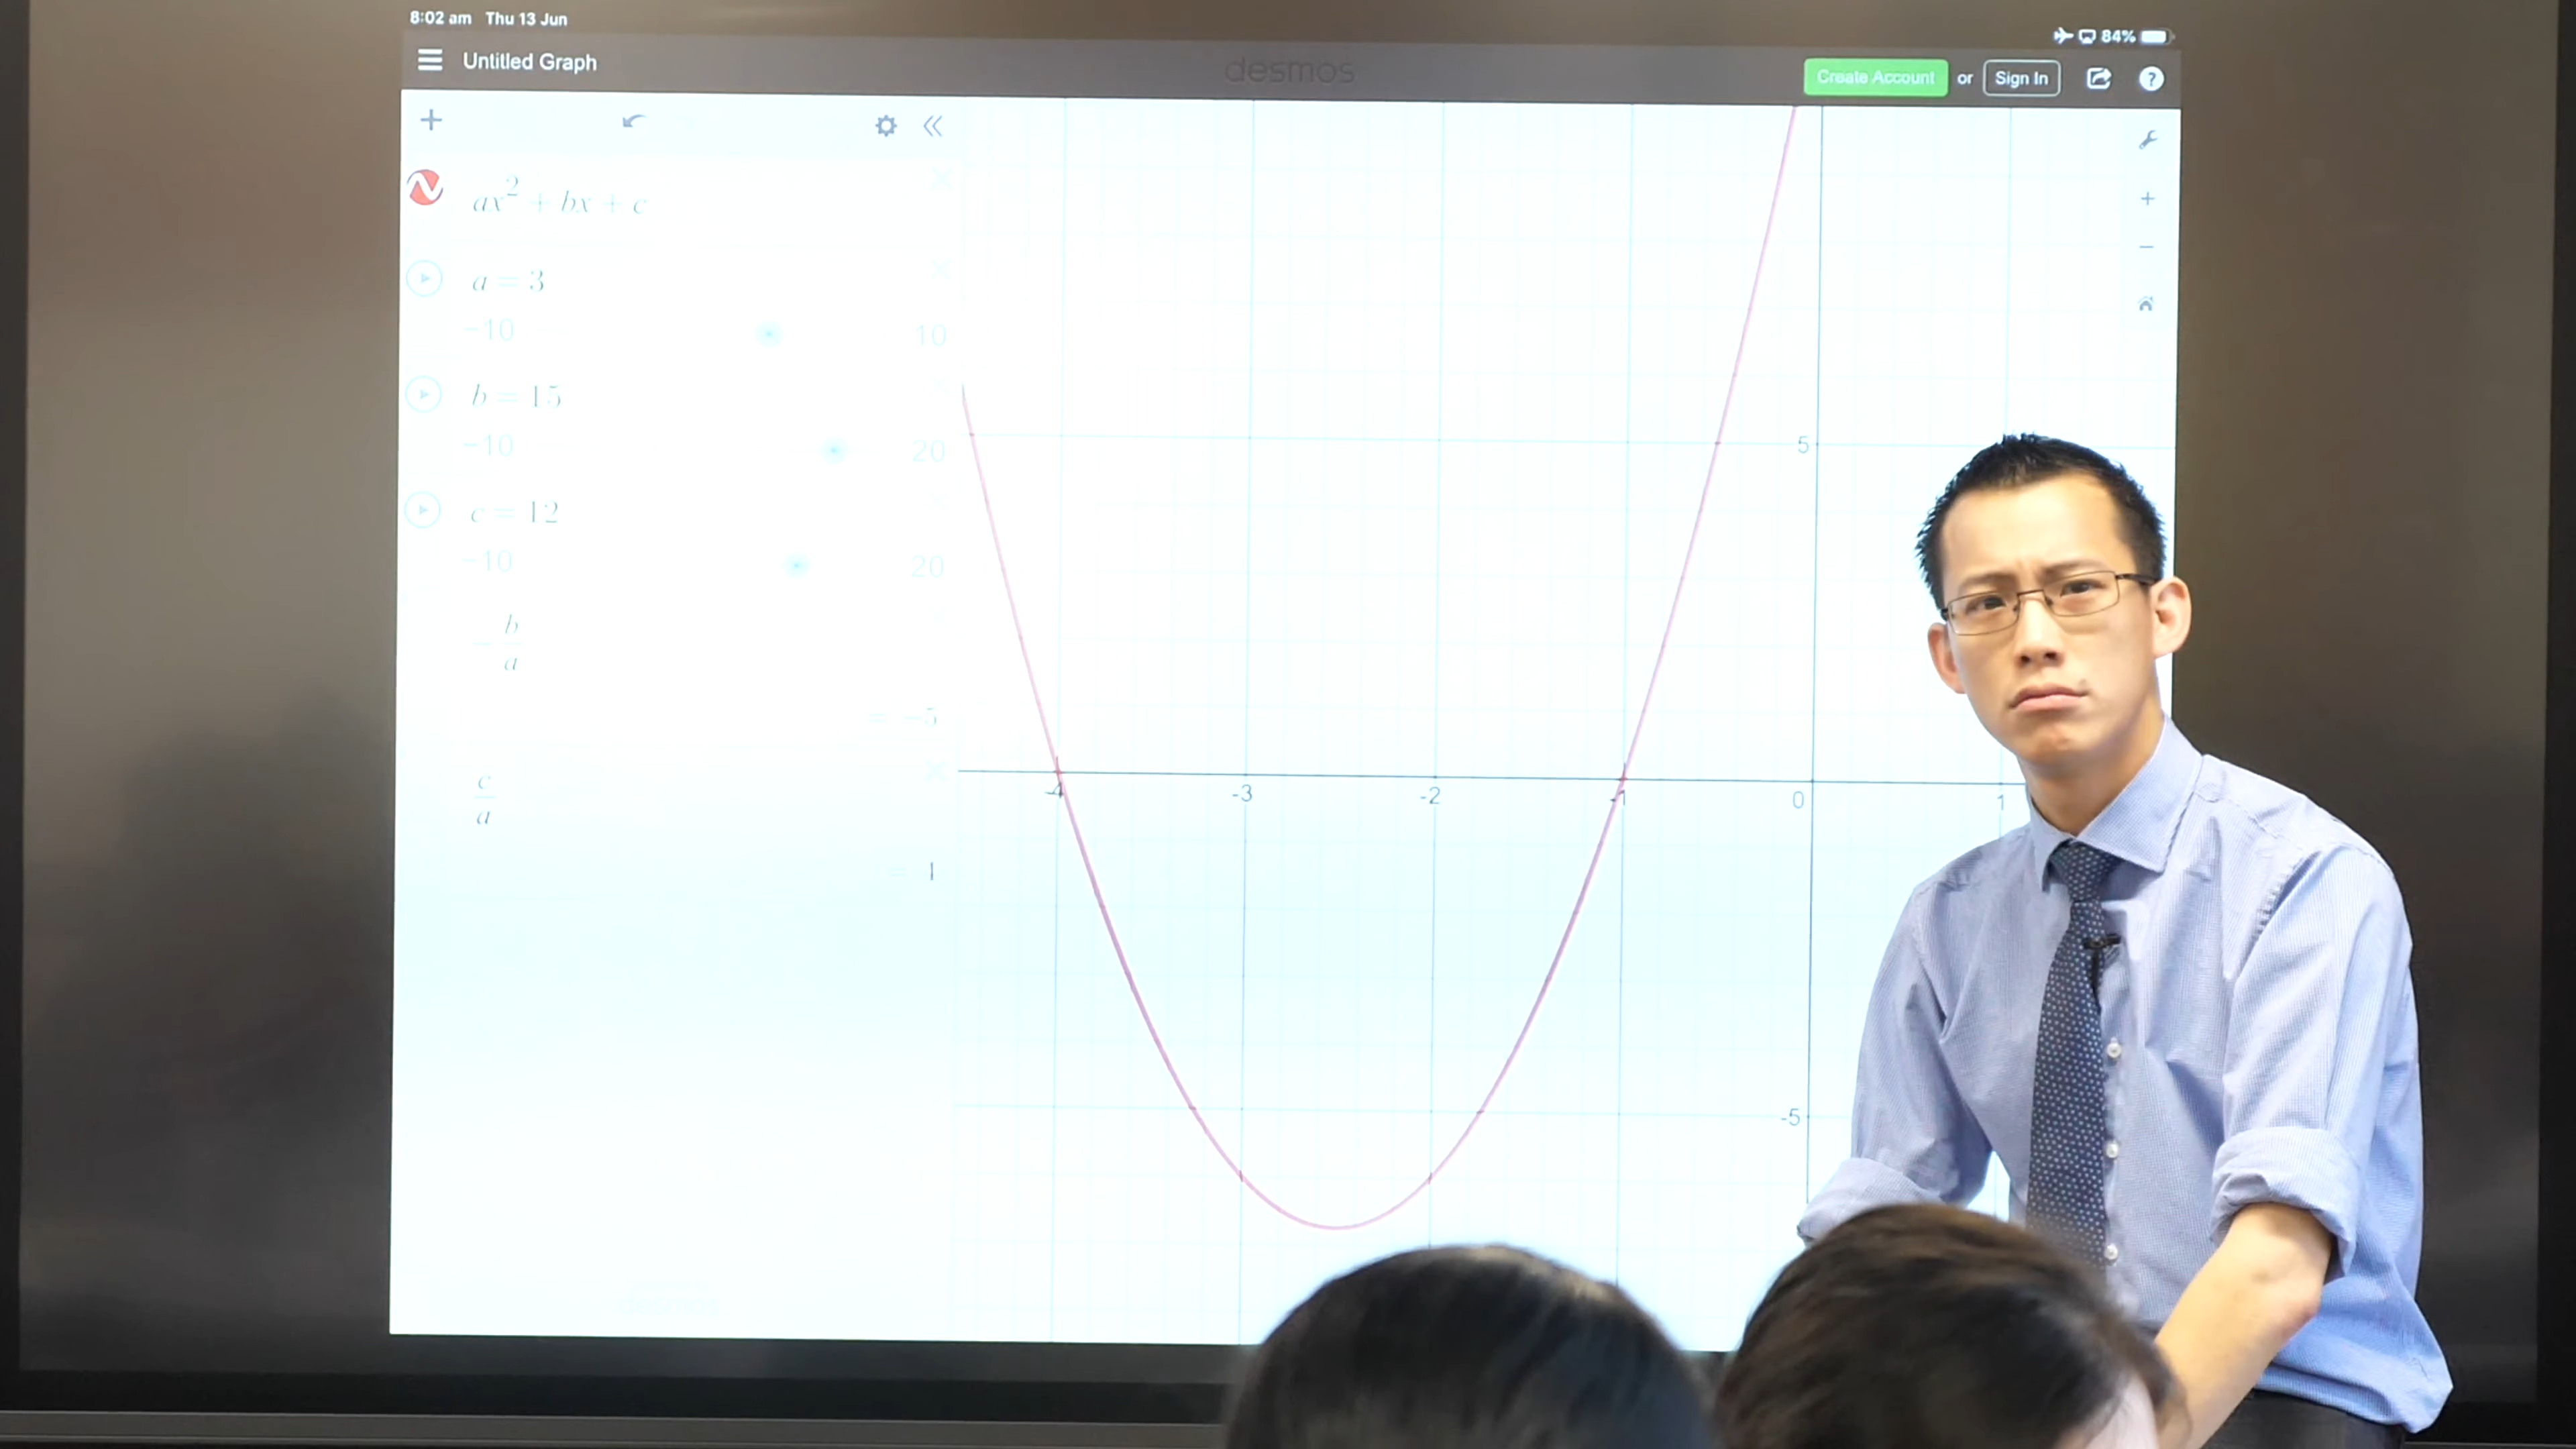 8:02 am Thu 13 Jun
84%
Untitled Graph
desmos
Create Account or Sign In
ax² + bx + c
a = 3
-10 10
b = 15
-10 20
c = 12
-10 20
- b/a
= -5
c/a
5
-4 -3 -2 -1 0 1
-5
desmos